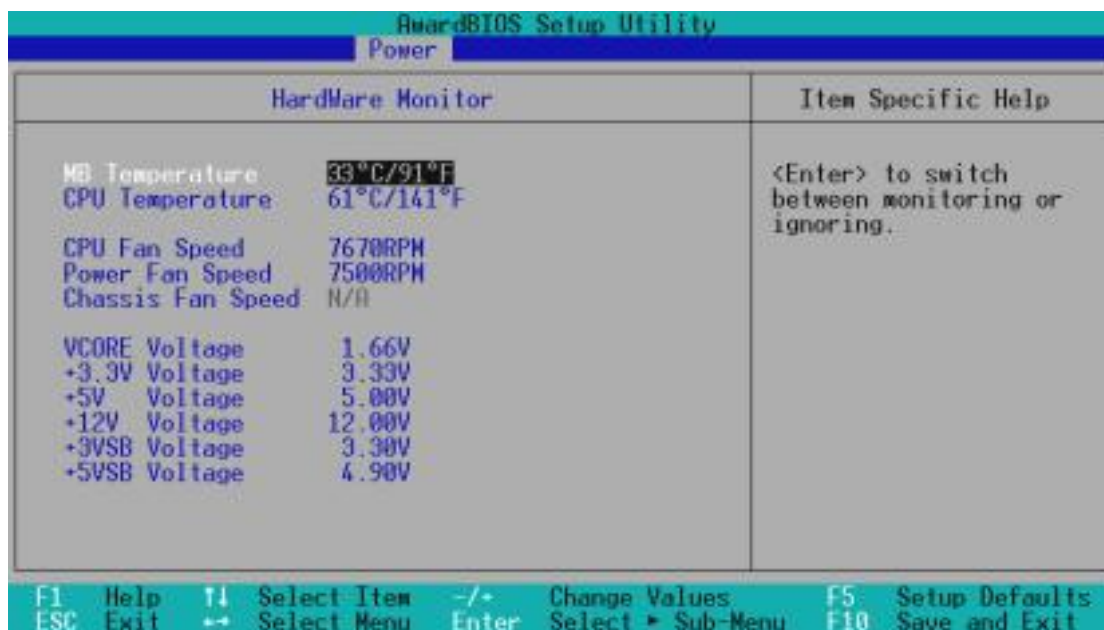 AwardBIOS Setup Utility
Power
HardWare Monitor
Item Specific Help
MB Temperature 33°C/91°F
CPU Temperature 61°C/141°F
CPU Fan Speed 7670RPM
Power Fan Speed 7500RPM
Chassis Fan Speed N/A
VCORE Voltage 1.66V
+3.3V Voltage 3.33V
+5V Voltage 5.00V
+12V Voltage 12.00V
+3VSB Voltage 3.30V
+5VSB Voltage 4.90V
<Enter> to switch
between monitoring or
ignoring.
F1 Help ↑↓ Select Item -/+ Change Values F5 Setup Defaults
ESC Exit ←→ Select Menu Enter Select ► Sub-Menu F10 Save and Exit